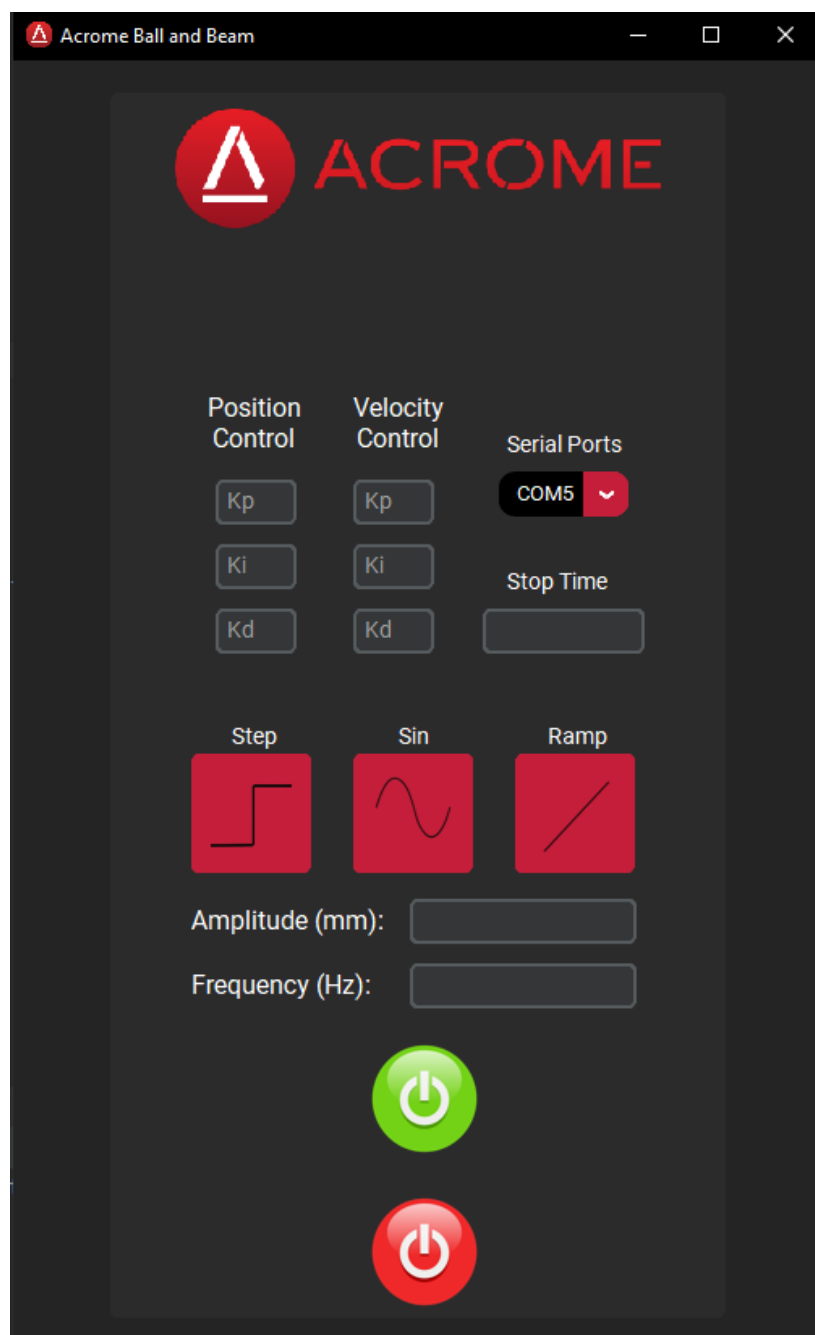 Acrome Ball and Beam
ACROME
Position
Control
Velocity
Control
Serial Ports
Kp
Kp
COM5
Ki
Ki
Stop Time
Kd
Kd
Step
Sin
Ramp
Amplitude (mm):
Frequency (Hz):